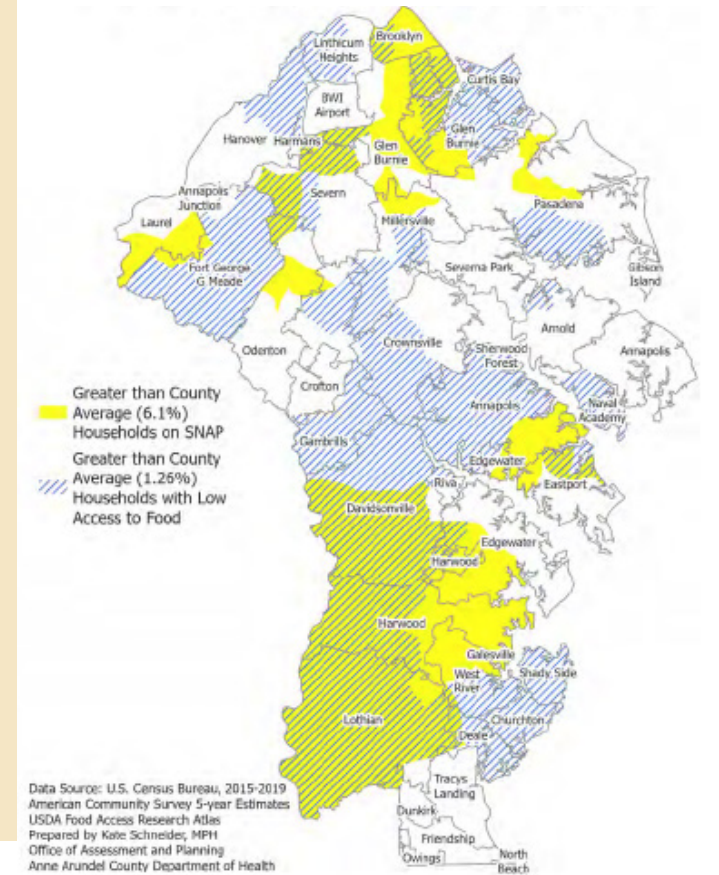 Linthicum
Heights
Brooklyn
Curtis Bay
BWI
Airport
Hanover
Harmans
Glen
Burnie
Glen
Burnie
Annapolis
Junction
Severn
Laurel
Millersville
Pasadena
Fort George
G Meade
Severna Park
Gibson
Island
Odenton
Crownsville
Sherwood
Forest
Arnold
Annapolis
Crofton
Annapolis
Naval
Academy
Gambrills
Edgewater
Eastport
Riva
Greater than County
Average (6.1%)
Households on SNAP
Greater than County
Average (1.26%)
Households with Low
Access to Food
Davidsonville
Edgewater
Harwood
Harwood
Galesville
West
River
Shady Side
Lothian
Churchton
Deale
Tracys
Landing
Dunkirk
Friendship
Owings
North
Beach
Data Source: U.S. Census Bureau, 2015-2019
American Community Survey 5-year Estimates
USDA Food Access Research Atlas
Prepared by Kate Schneider, MPH
Office of Assessment and Planning
Anne Arundel County Department of Health